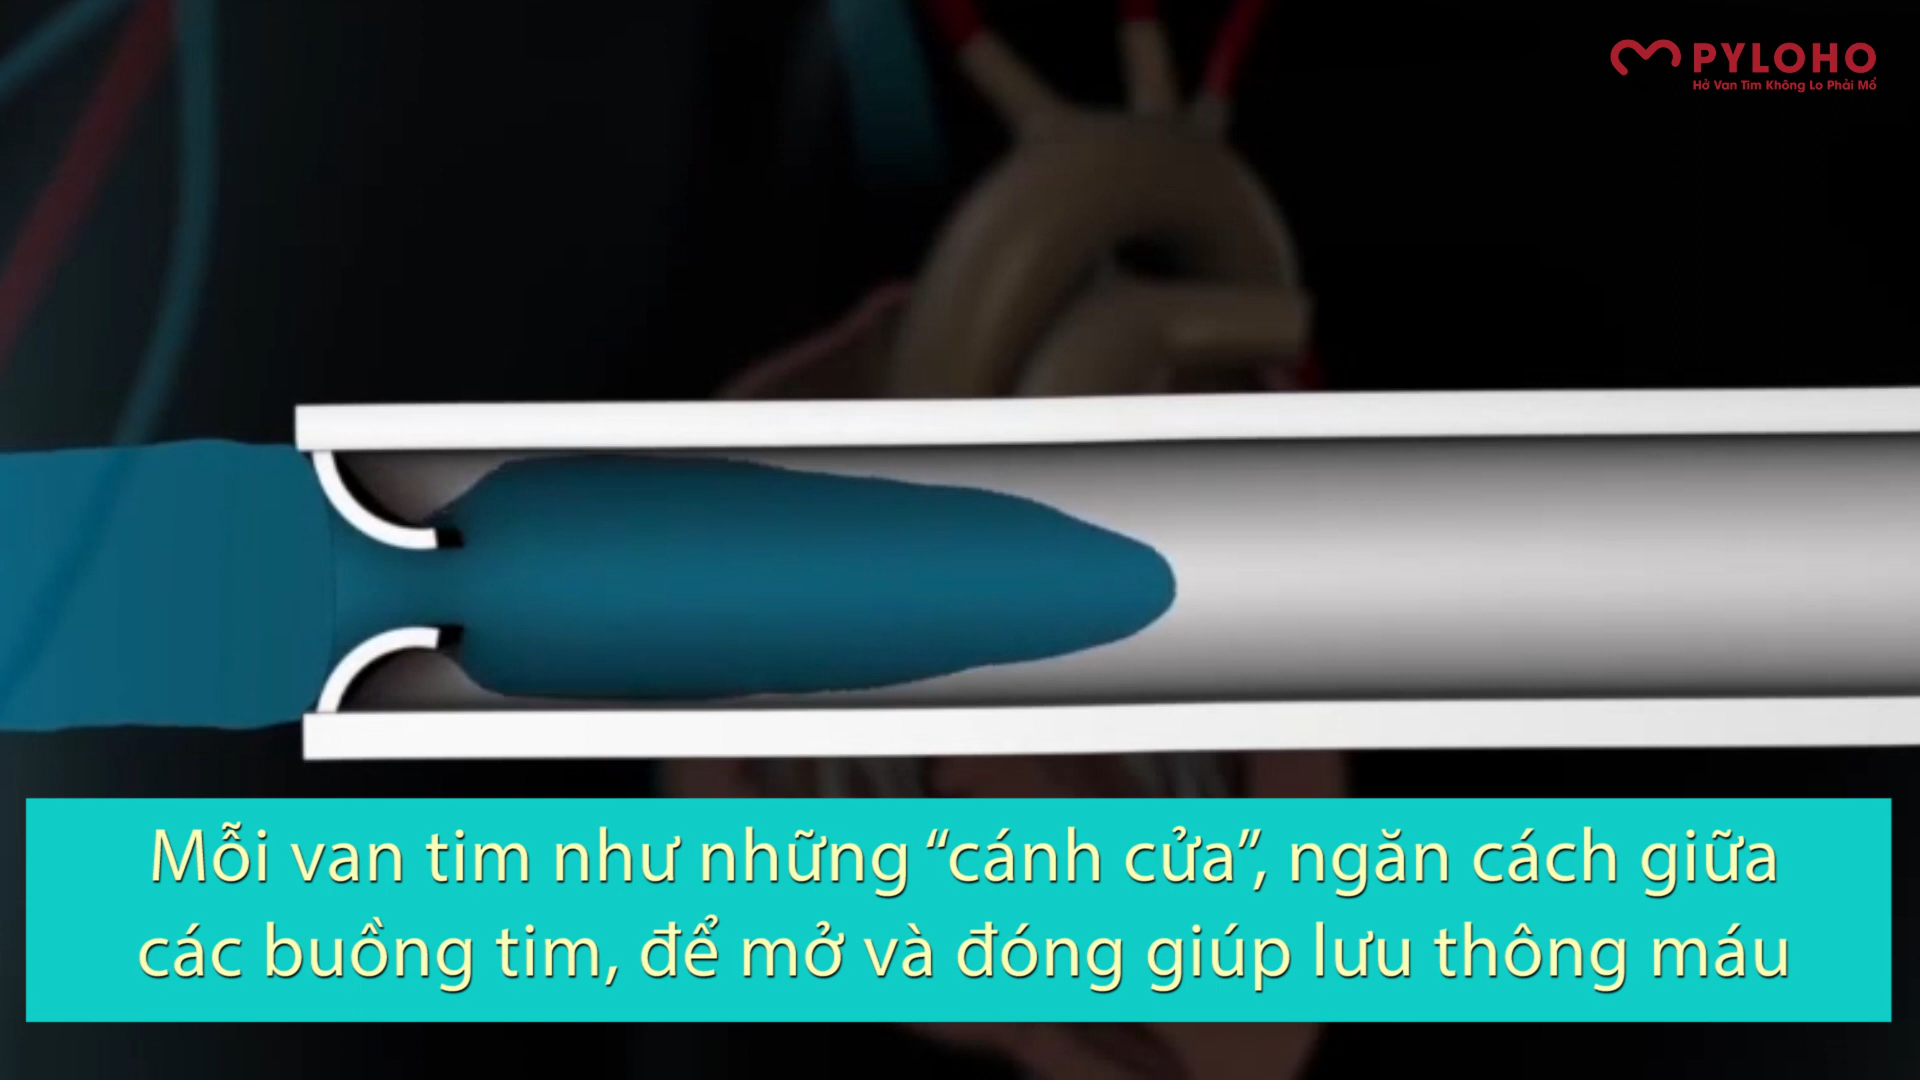 PYLOHO
Hở Van Tim Không Lo Phải Mổ
Mỗi van tim như những “cánh cửa”, ngăn cách giữa
các buồng tim, để mở và đóng giúp lưu thông máu